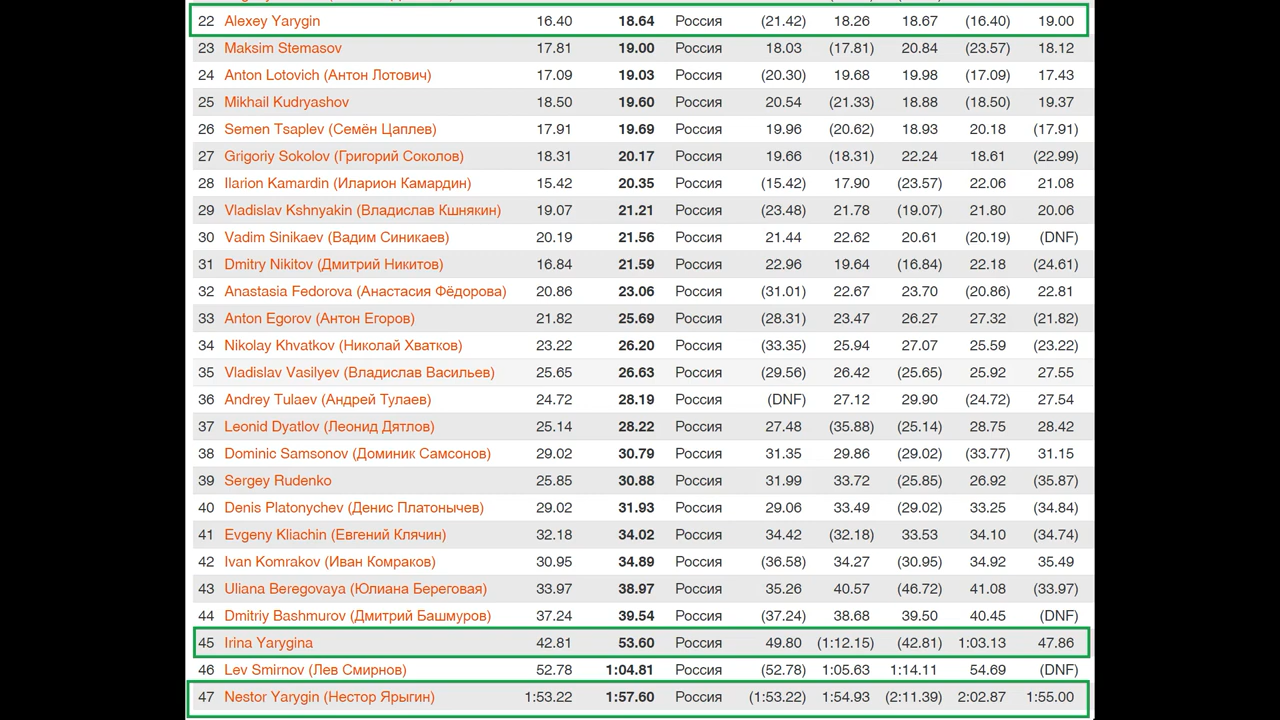 22 Alexey Yarygin 16.40 18.64 Россия (21.42) 18.26 18.67 (16.40) 19.00
23 Maksim Stemasov 17.81 19.00 Россия 18.03 (17.81) 20.84 (23.57) 18.12
24 Anton Lotovich (Антон Лотович) 17.09 19.03 Россия (20.30) 19.68 19.98 (17.09) 17.43
25 Mikhail Kudryashov 18.50 19.60 Россия 20.54 (21.33) 18.88 (18.50) 19.37
26 Semen Tsaplev (Семён Цаплев) 17.91 19.69 Россия 19.96 (20.62) 18.93 20.18 (17.91)
27 Grigoriy Sokolov (Григорий Соколов) 18.31 20.17 Россия 19.66 (18.31) 22.24 18.61 (22.99)
28 Ilarion Kamardin (Иларион Камардин) 15.42 20.35 Россия (15.42) 17.90 (23.57) 22.06 21.08
29 Vladislav Kshnyakin (Владислав Кшнякин) 19.07 21.21 Россия (23.48) 21.78 (19.07) 21.80 20.06
30 Vadim Sinikaev (Вадим Синикаев) 20.19 21.56 Россия 21.44 22.62 20.61 (20.19) (DNF)
31 Dmitry Nikitov (Дмитрий Никитов) 16.84 21.59 Россия 22.96 19.64 (16.84) 22.18 (24.61)
32 Anastasia Fedorova (Анастасия Фёдорова) 20.86 23.06 Россия (31.01) 22.67 23.70 (20.86) 22.81
33 Anton Egorov (Антон Егоров) 21.82 25.69 Россия (28.31) 23.47 26.27 27.32 (21.82)
34 Nikolay Khvatkov (Николай Хватков) 23.22 26.20 Россия (33.35) 25.94 27.07 25.59 (23.22)
35 Vladislav Vasilyev (Владислав Васильев) 25.65 26.63 Россия (29.56) 26.42 (25.65) 25.92 27.55
36 Andrey Tulaev (Андрей Тулаев) 24.72 28.19 Россия (DNF) 27.12 29.90 (24.72) 27.54
37 Leonid Dyatlov (Леонид Дятлов) 25.14 28.22 Россия 27.48 (35.88) (25.14) 28.75 28.42
38 Dominic Samsonov (Доминик Самсонов) 29.02 30.79 Россия 31.35 29.86 (29.02) (33.77) 31.15
39 Sergey Rudenko 25.85 30.88 Россия 31.99 33.72 (25.85) 26.92 (35.87)
40 Denis Platonychev (Денис Платонычев) 29.02 31.93 Россия 29.06 33.49 (29.02) 33.25 (34.84)
41 Evgeny Kliachin (Евгений Клячин) 32.18 34.02 Россия 34.42 (32.18) 33.53 34.10 (34.74)
42 Ivan Komrakov (Иван Комраков) 30.95 34.89 Россия (36.58) 34.27 (30.95) 34.92 35.49
43 Uliana Beregovaya (Юлиана Береговая) 33.97 38.97 Россия 35.26 40.57 (46.72) 41.08 (33.97)
44 Dmitriy Bashmurov (Дмитрий Башмуров) 37.24 39.54 Россия (37.24) 38.68 39.50 40.45 (DNF)
45 Irina Yarygina 42.81 53.60 Россия 49.80 (1:12.15) (42.81) 1:03.13 47.86
46 Lev Smirnov (Лев Смирнов) 52.78 1:04.81 Россия (52.78) 1:05.63 1:14.11 54.69 (DNF)
47 Nestor Yarygin (Нестор Ярыгин) 1:53.22 1:57.60 Россия (1:53.22) 1:54.93 (2:11.39) 2:02.87 1:55.00